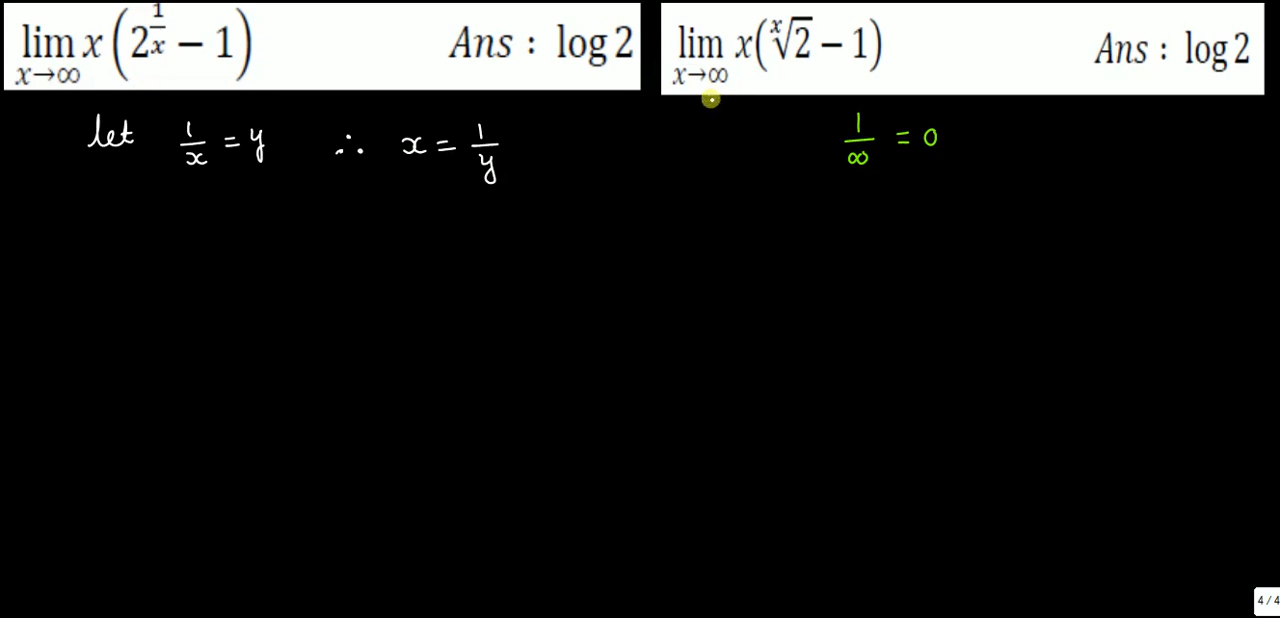 lim x→∞ x(2^(1/x) − 1) Ans : log 2
lim x→∞ x(ˣ√2 − 1) Ans : log 2
let 1/x = y ∴ x = 1/y
1/∞ = 0
4 / 4